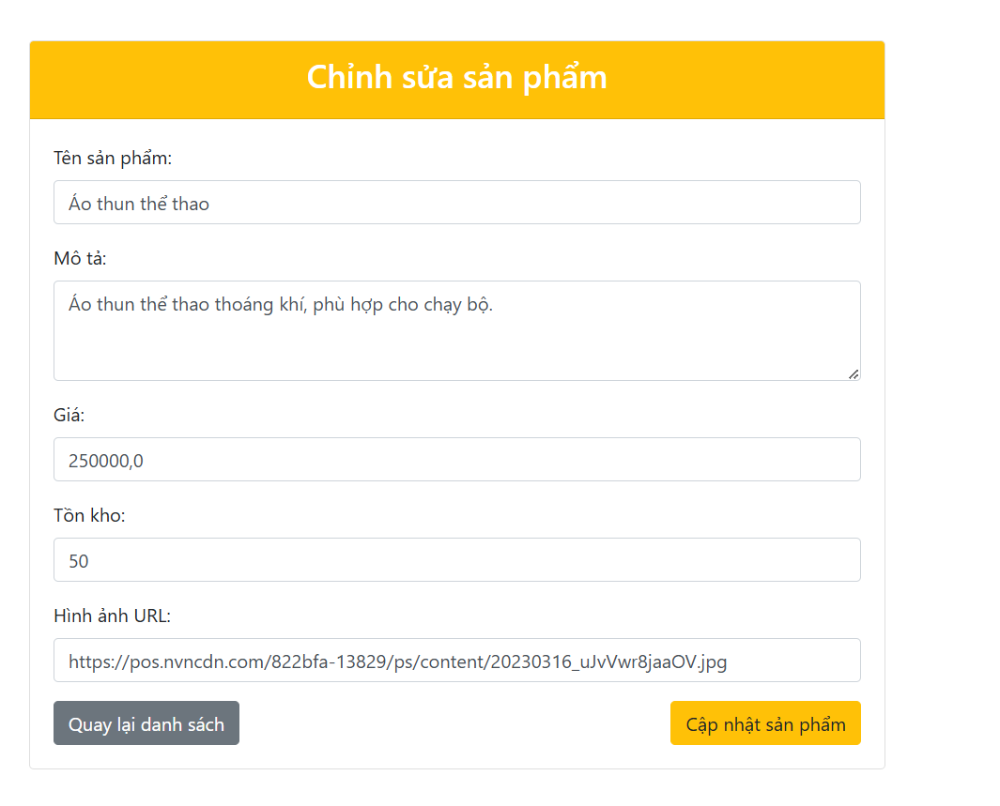 Chỉnh sửa sản phẩm
Tên sản phẩm:
Áo thun thể thao
Mô tả:
Áo thun thể thao thoáng khí, phù hợp cho chạy bộ.
Giá:
250000,0
Tồn kho:
50
Hình ảnh URL:
https://pos.nvncdn.com/822bfa-13829/ps/content/20230316_uJvVwr8jaaOV.jpg
Quay lại danh sách
Cập nhật sản phẩm